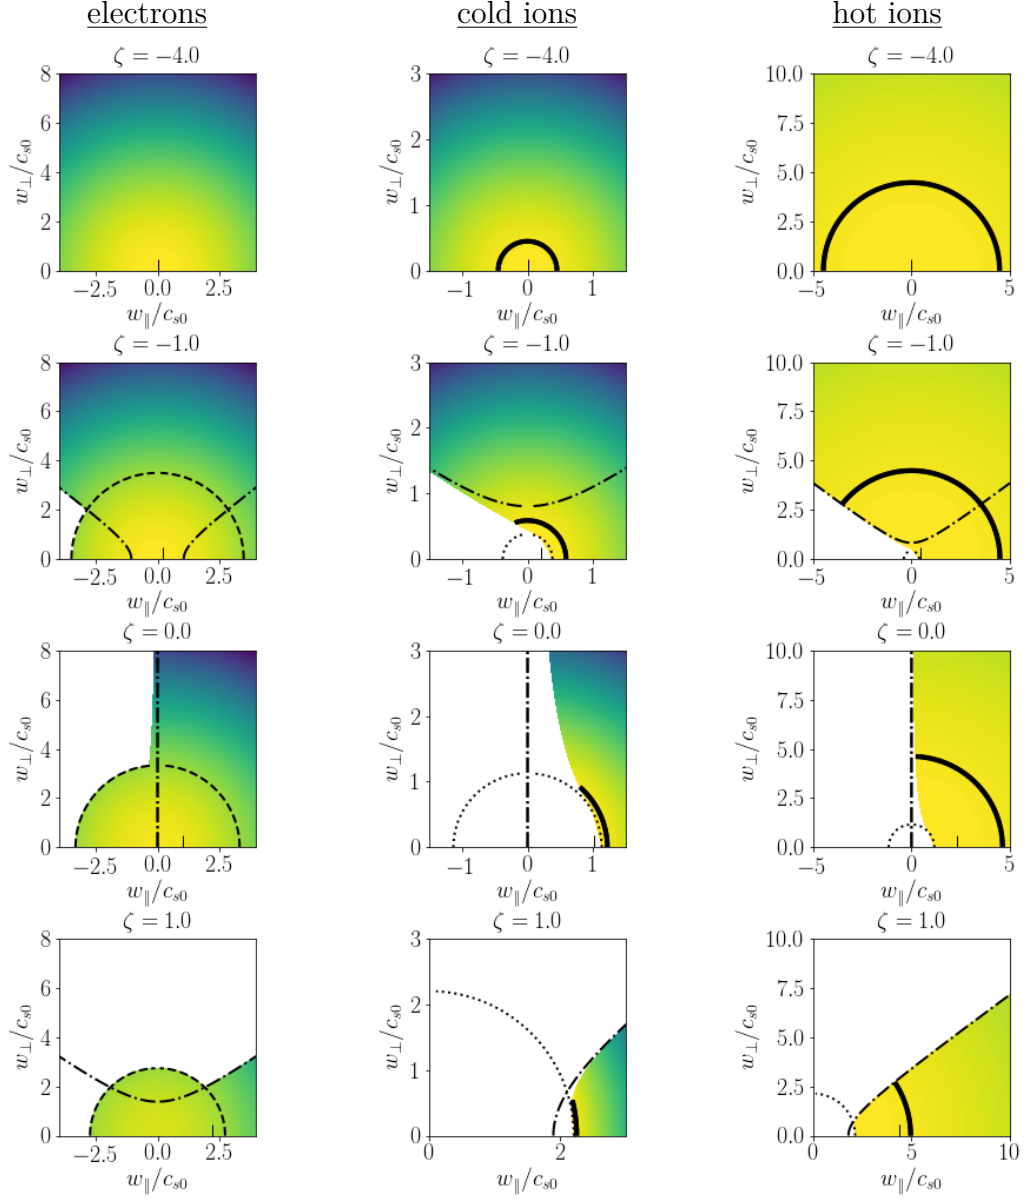 electrons cold ions hot ions
ζ = −4.0 ζ = −4.0 ζ = −4.0
8 3 10.0
6 7.5
2
4 5.0
1
2 2.5
0 0 0.0
−2.5 0.0 2.5 −1 0 1 −5 0 5
w⊥/cs0 w⊥/cs0 w⊥/cs0
w∥/cs0 w∥/cs0 w∥/cs0
ζ = −1.0 ζ = −1.0 ζ = −1.0
8 3 10.0
6 7.5
2
4 5.0
1
2 2.5
0 0 0.0
−2.5 0.0 2.5 −1 0 1 −5 0 5
w⊥/cs0 w⊥/cs0 w⊥/cs0
w∥/cs0 w∥/cs0 w∥/cs0
ζ = 0.0 ζ = 0.0 ζ = 0.0
8 3 10.0
6 7.5
2
4 5.0
1
2 2.5
0 0 0.0
−2.5 0.0 2.5 −1 0 1 −5 0 5
w⊥/cs0 w⊥/cs0 w⊥/cs0
w∥/cs0 w∥/cs0 w∥/cs0
ζ = 1.0 ζ = 1.0 ζ = 1.0
8 3 10.0
6 7.5
2
4 5.0
1
2 2.5
0 0 0.0
−2.5 0.0 2.5 0 2 0 5 10
w⊥/cs0 w⊥/cs0 w⊥/cs0
w∥/cs0 w∥/cs0 w∥/cs0